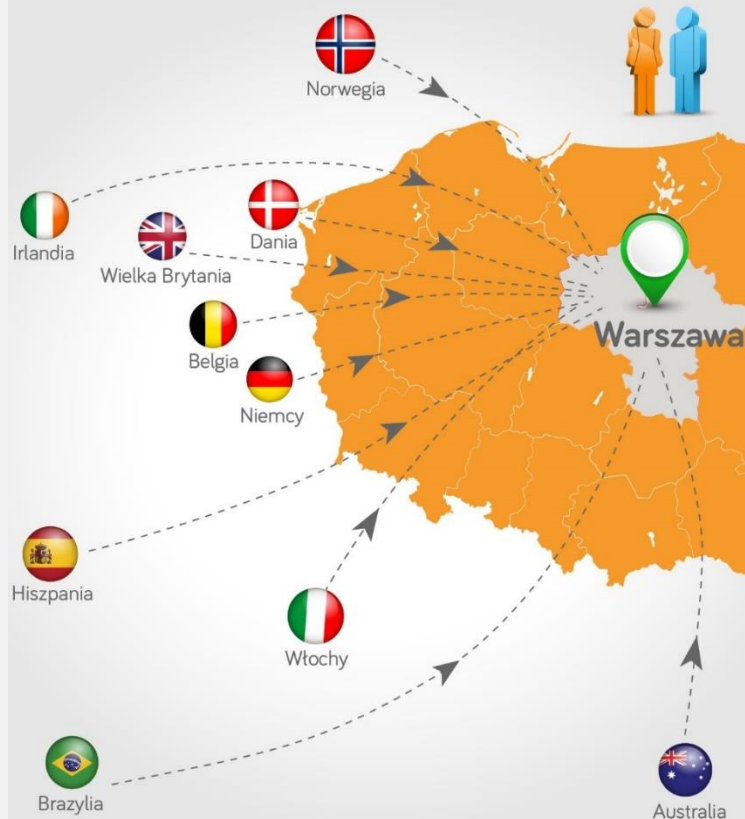 Norwegia
Irlandia
Dania
Wielka Brytania
Belgia
Warszawa
Niemcy
Hiszpania
Włochy
Brazylia
Australia